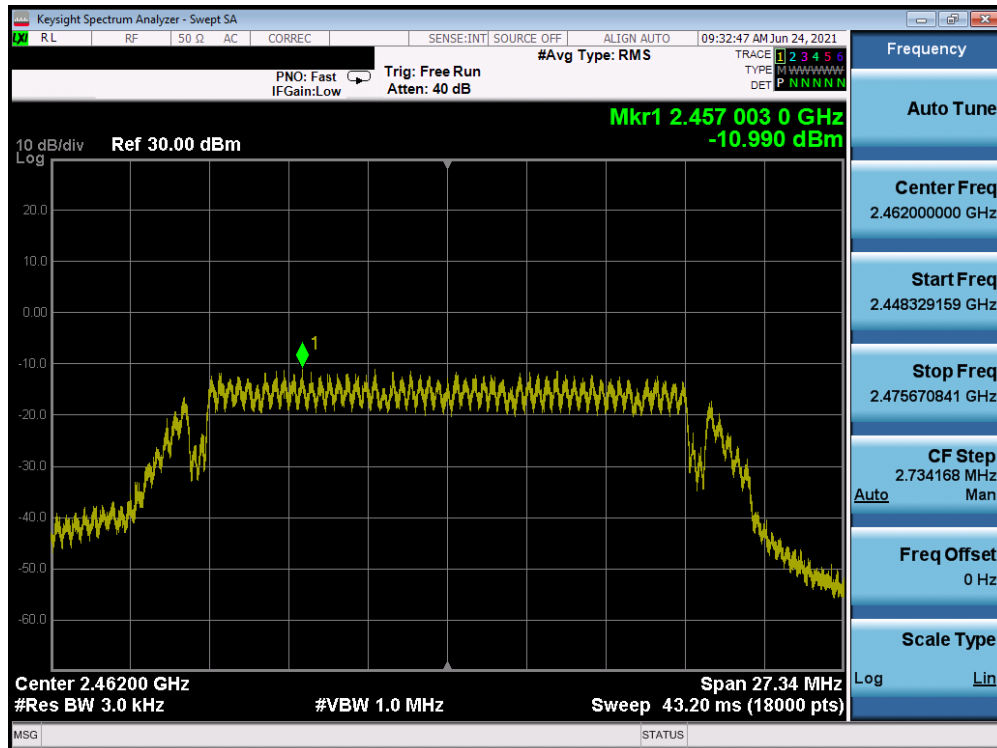 Keysight Spectrum Analyzer - Swept SA
LXI RL RF 50 Ω AC CORREC SENSE:INT SOURCE OFF ALIGN AUTO 09:32:47 AM Jun 24, 2021
#Avg Type: RMS
TRACE 1 2 3 4 5 6
TYPE M WWWWW
DET P N N N N N
PNO: Fast
IFGain:Low
Trig: Free Run
Atten: 40 dB
Mkr1 2.457 003 0 GHz
-10.990 dBm
10 dB/div
Log
Ref 30.00 dBm
20.0
10.0
0.00
-10.0
-20.0
-30.0
-40.0
-50.0
-60.0
1
Center 2.46200 GHz
Span 27.34 MHz
#Res BW 3.0 kHz
#VBW 1.0 MHz
Sweep 43.20 ms (18000 pts)
MSG
STATUS
Frequency
Auto Tune
Center Freq
2.462000000 GHz
Start Freq
2.448329159 GHz
Stop Freq
2.475670841 GHz
CF Step
2.734168 MHz
Auto Man
Freq Offset
0 Hz
Scale Type
Log Lin